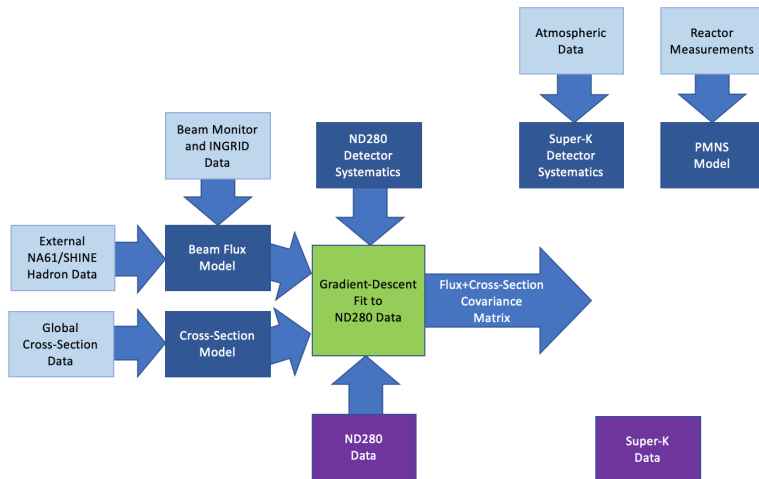 Atmospheric
Data
Reactor
Measurements
Beam Monitor
and INGRID
Data
ND280
Detector
Systematics
Super-K
Detector
Systematics
PMNS
Model
External
NA61/SHINE
Hadron Data
Beam Flux
Model
Gradient-Descent
Fit to
ND280 Data
Flux+Cross-Section
Covariance
Matrix
Global
Cross-Section
Data
Cross-Section
Model
ND280
Data
Super-K
Data